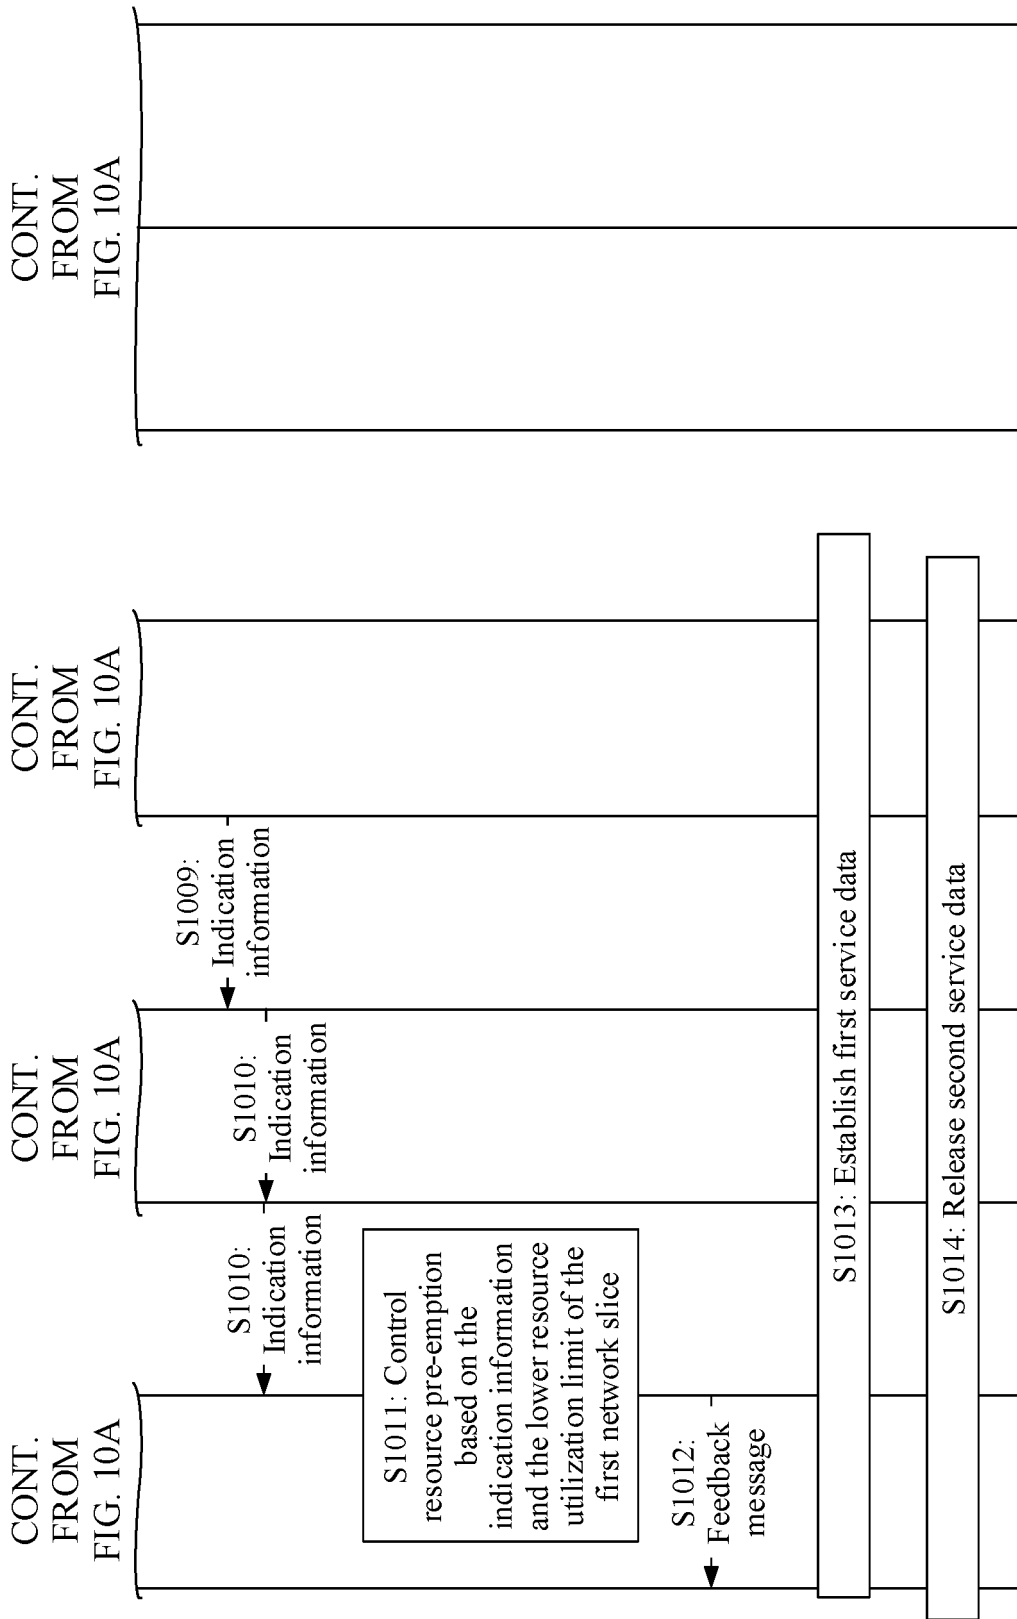 CONT.
FROM
FIG. 10A
CONT.
FROM
FIG. 10A
CONT.
FROM
FIG. 10A
CONT.
FROM
FIG. 10A
S1009:
Indication
information
S1010:
Indication
information
S1010:
Indication
information
S1011: Control
resource pre-emption
based on the
indication information
and the lower resource
utilization limit of the
first network slice
S1012:
Feedback
message
S1013: Establish first service data
S1014: Release second service data